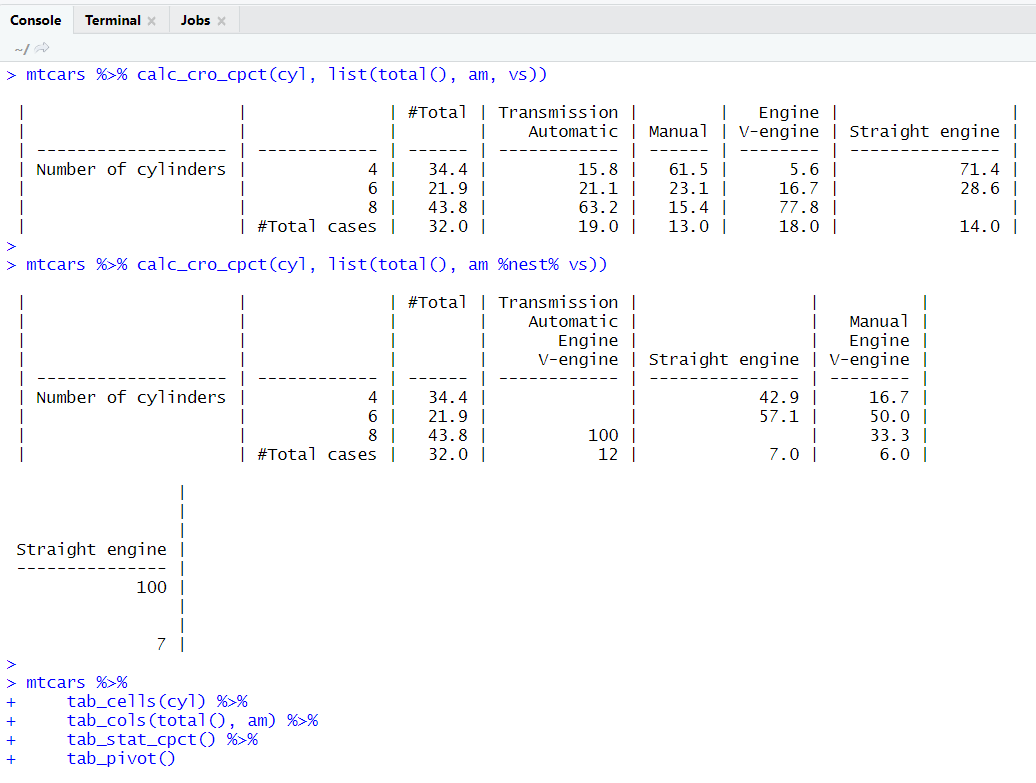 Console Terminal Jobs
~/
> mtcars %>% calc_cro_cpct(cyl, list(total(), am, vs))
| | | #Total | Transmission | | Engine | |
| | | | Automatic | Manual | V-engine | Straight engine |
| ------------------- | ------------ | ------ | ------------ | ------ | -------- | --------------- |
| Number of cylinders | 4 | 34.4 | 15.8 | 61.5 | 5.6 | 71.4 |
| | 6 | 21.9 | 21.1 | 23.1 | 16.7 | 28.6 |
| | 8 | 43.8 | 63.2 | 15.4 | 77.8 | |
| | #Total cases | 32.0 | 19.0 | 13.0 | 18.0 | 14.0 |
>
> mtcars %>% calc_cro_cpct(cyl, list(total(), am %nest% vs))
| | | #Total | Transmission | | |
| | | | Automatic | | Manual |
| | | | Engine | | Engine |
| | | | V-engine | Straight engine | V-engine |
| ------------------- | ------------ | ------ | ------------ | --------------- | -------- |
| Number of cylinders | 4 | 34.4 | | 42.9 | 16.7 |
| | 6 | 21.9 | | 57.1 | 50.0 |
| | 8 | 43.8 | 100 | | 33.3 |
| | #Total cases | 32.0 | 12 | 7.0 | 6.0 |
|
|
|
Straight engine |
--------------- |
100 |
|
|
7 |
>
> mtcars %>%
+ tab_cells(cyl) %>%
+ tab_cols(total(), am) %>%
+ tab_stat_cpct() %>%
+ tab_pivot()